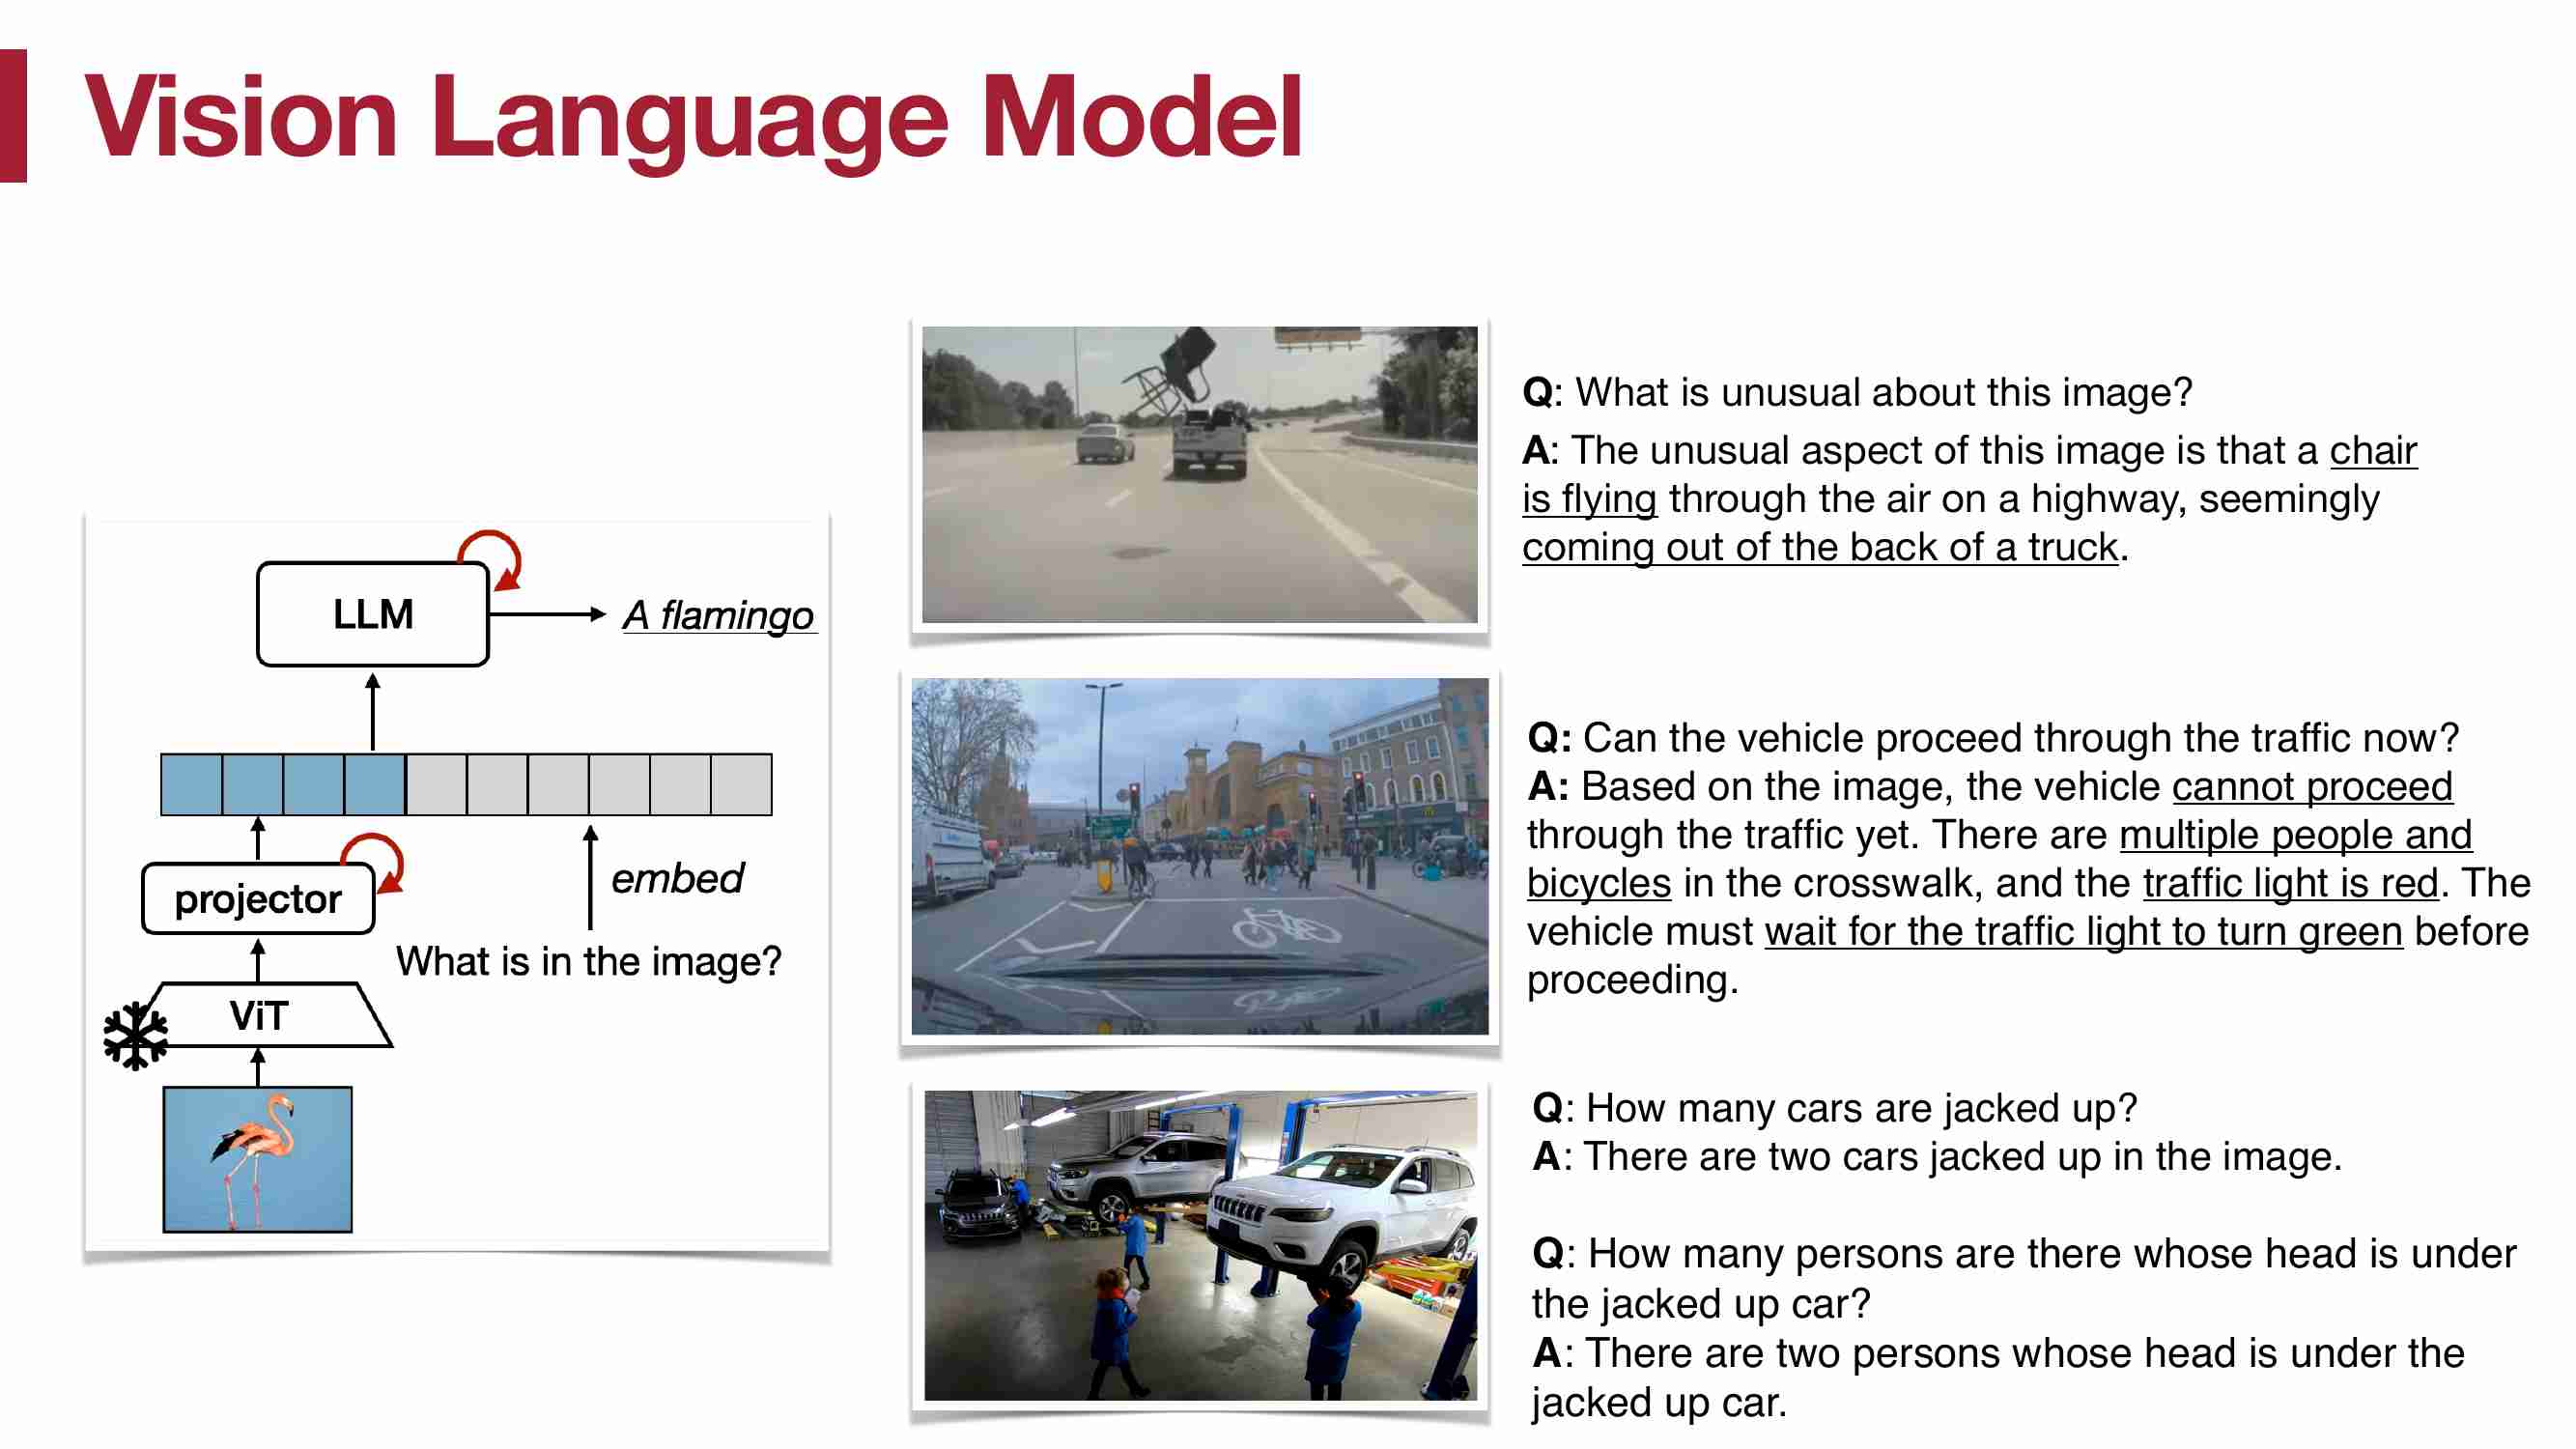 Vision Language Model
LLM
A flamingo
projector
embed
What is in the image?
ViT
Q: What is unusual about this image?
A: The unusual aspect of this image is that a chair
is flying through the air on a highway, seemingly
coming out of the back of a truck.
Q: Can the vehicle proceed through the traffic now?
A: Based on the image, the vehicle cannot proceed
through the traffic yet. There are multiple people and
bicycles in the crosswalk, and the traffic light is red. The
vehicle must wait for the traffic light to turn green before
proceeding.
Q: How many cars are jacked up?
A: There are two cars jacked up in the image.
Q: How many persons are there whose head is under
the jacked up car?
A: There are two persons whose head is under the
jacked up car.